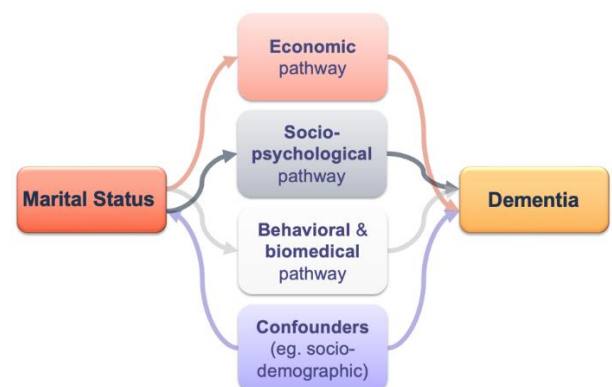 Economic
pathway
Socio-
psychological
pathway
Marital Status
Dementia
Behavioral &
biomedical
pathway
Confounders
(eg. socio-
demographic)